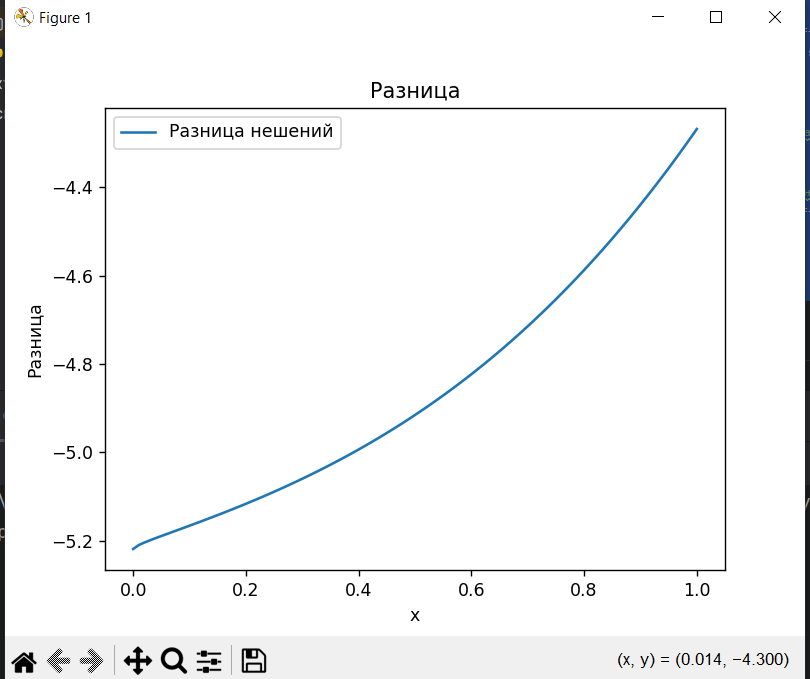 Figure 1
Разница
Разница нешений
−4.4
−4.6
−4.8
−5.0
−5.2
Разница
0.0 0.2 0.4 0.6 0.8 1.0
x
(x, y) = (0.014, −4.300)